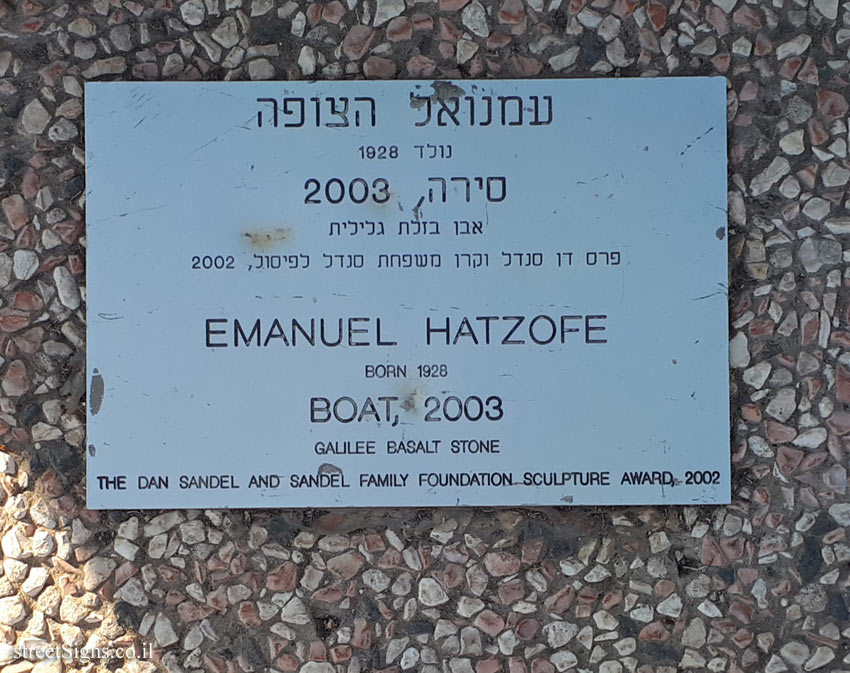 עמנואל הצופה
נולד 1928
סירה, 2003
אבן בזלת גלילית
פרס דן סנדל וקרן משפחת סנדל לפיסול, 2002
EMANUEL HATZOFE
BORN 1928
BOAT, 2003
GALILEE BASALT STONE
THE DAN SANDEL AND SANDEL FAMILY FOUNDATION SCULPTURE AWARD, 2002
streetSigns.co.il